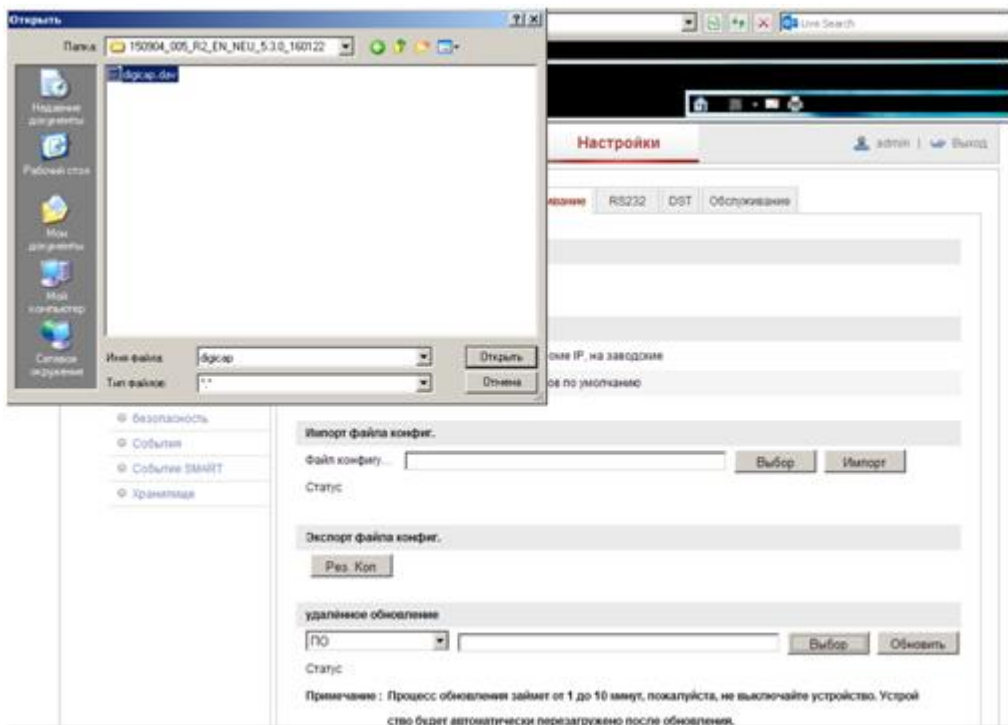 Открыть
Папка: 150904_005_R2_EN_NEU_5.3.0_160122
Live Search
digicap.dav
Недавние документы
Рабочий стол
Мои документы
Мой компьютер
Сетевое окружение
Имя файла: digicap Открыть
Тип файлов: *.* Отмена
Настройки
admin | Выход
ивание RS232 DST Обслуживание
оме IP, на заводские
ов по умолчанию
безопасность
События
Событие SMART
Хранилище
Импорт файла конфиг.
Файл конфигу... Выбор Импорт
Статус
Экспорт файла конфиг.
Рез. Коп
удалённое обновление
ПО Выбор Обновить
Статус
Примечание : Процесс обновления займет от 1 до 10 минут, пожалуйста, не выключайте устройство. Устрой
ство будет автоматически перезагружено после обновления.